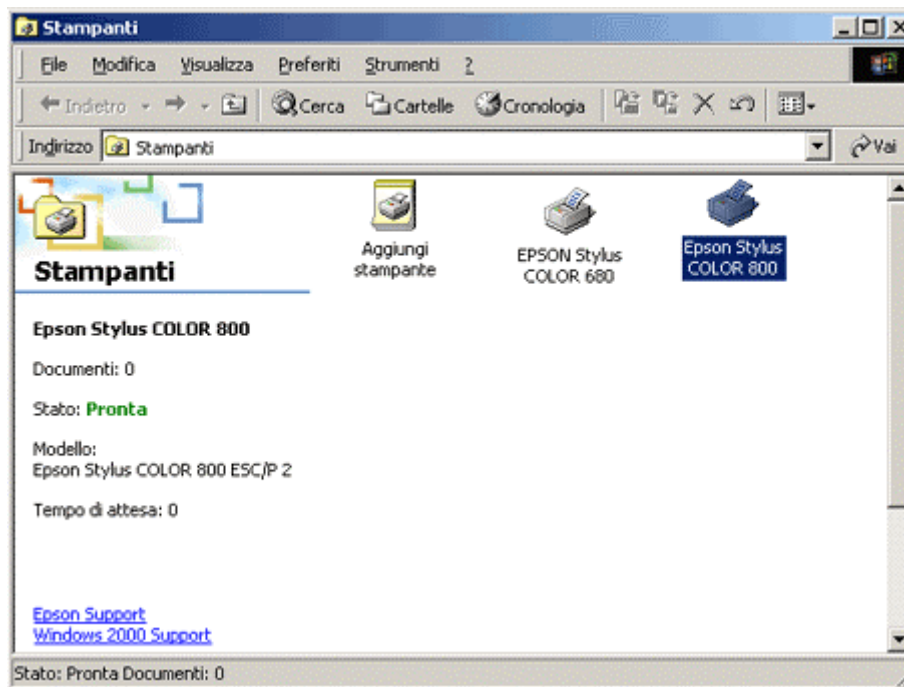 Stampanti
File Modifica Visualizza Preferiti Strumenti ?
Indietro Cerca Cartelle Cronologia
Indirizzo Stampanti Vai
Stampanti
Aggiungi
stampante
EPSON Stylus
COLOR 680
Epson Stylus
COLOR 800
Epson Stylus COLOR 800
Documenti: 0
Stato: Pronta
Modello:
Epson Stylus COLOR 800 ESC/P 2
Tempo di attesa: 0
Epson Support
Windows 2000 Support
Stato: Pronta Documenti: 0